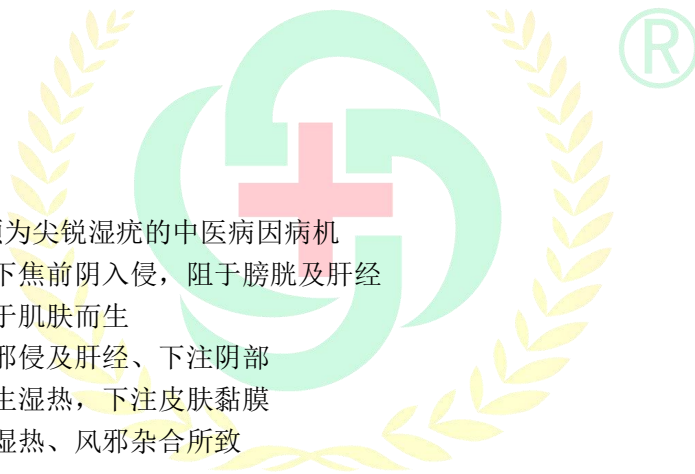 ®
为尖锐湿疣的中医病因病机
下焦前阴入侵，阻于膀胱及肝经
于肌肤而生
邪侵及肝经、下注阴部
生湿热，下注皮肤黏膜
湿热、风邪杂合所致